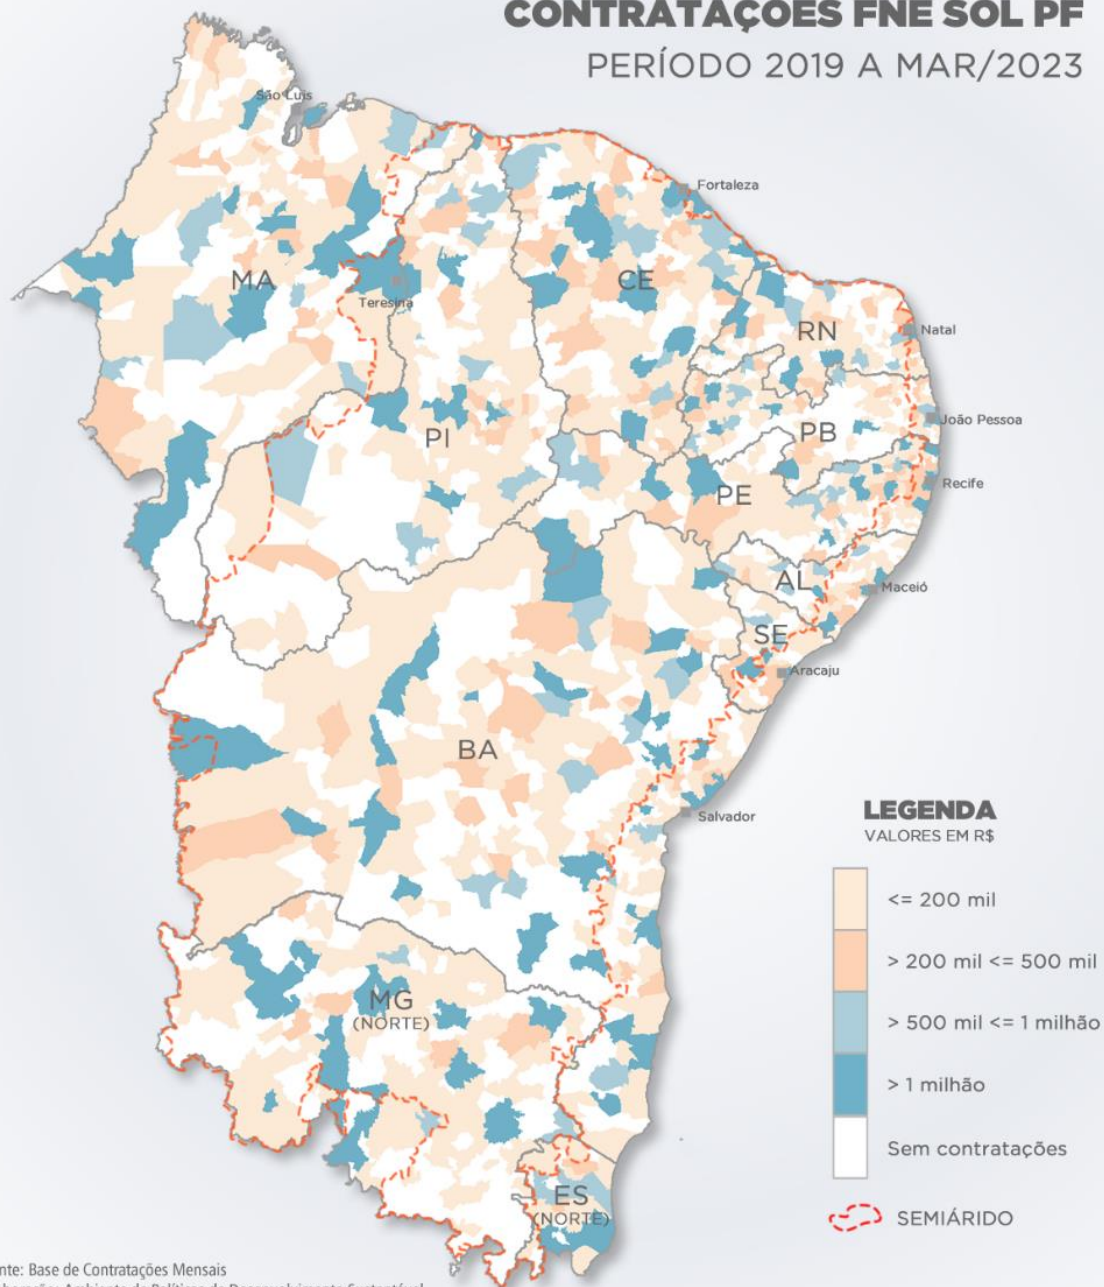 CONTRATAÇÕES FNE SOL PF
PERÍODO 2019 A MAR/2023
São Luis
Fortaleza
MA
CE
Teresina
RN
Natal
João Pessoa
PI
PB
Recife
PE
AL
Maceió
SE
Aracaju
BA
Salvador
LEGENDA
VALORES EM R$
<= 200 mil
> 200 mil <= 500 mil
> 500 mil <= 1 milhão
> 1 milhão
Sem contratações
SEMIÁRIDO
MG
(NORTE)
ES
(NORTE)
nte: Base de Contratações Mensais